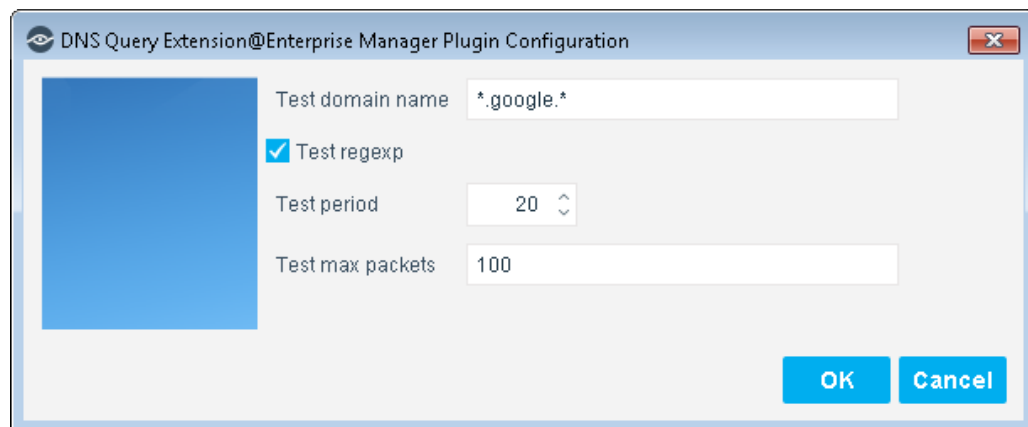 DNS Query Extension@Enterprise Manager Plugin Configuration
Test domain name *.google.*
Test regexp
Test period 20
Test max packets 100
OK Cancel